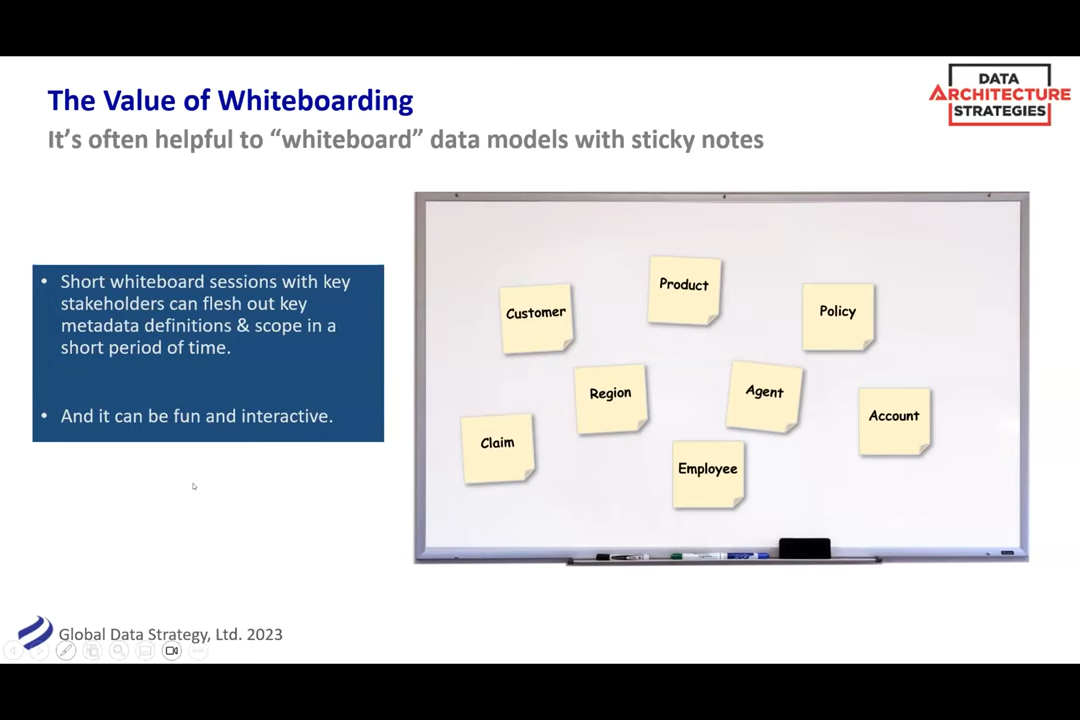 The Value of Whiteboarding
It's often helpful to “whiteboard” data models with sticky notes
DATA
ARCHITECTURE
STRATEGIES
• Short whiteboard sessions with key
stakeholders can flesh out key
metadata definitions & scope in a
short period of time.
• And it can be fun and interactive.
Product
Customer
Policy
Region
Agent
Account
Claim
Employee
Global Data Strategy, Ltd. 2023